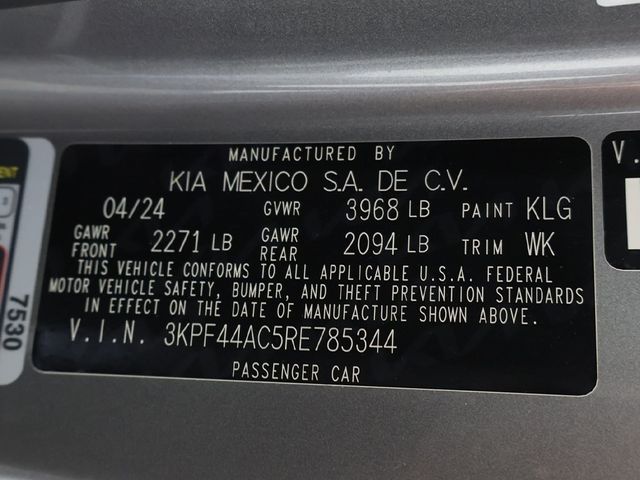 MANUFACTURED BY
KIA MEXICO S.A. DE C.V.
04/24 GVWR 3968 LB PAINT KLG
GAWR FRONT 2271 LB GAWR REAR 2094 LB TRIM WK
THIS VEHICLE CONFORMS TO ALL APPLICABLE U.S.A. FEDERAL
MOTOR VEHICLE SAFETY, BUMPER, AND THEFT PREVENTION STANDARDS
IN EFFECT ON THE DATE OF MANUFACTURE SHOWN ABOVE.
V.I.N. 3KPF44AC5RE785344
PASSENGER CAR
7530
V.